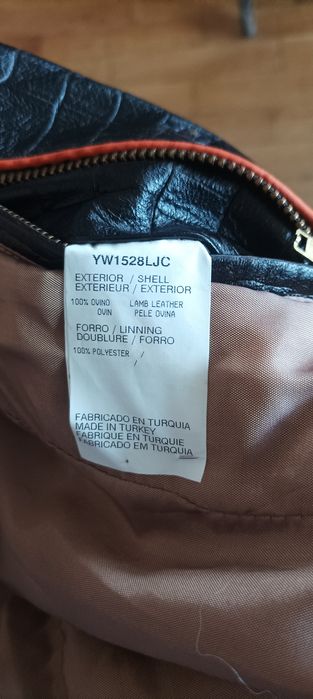 YW1528LJC
EXTERIOR / SHELL
EXTERIEUR / EXTERIOR
100% OVINO LAMB LEATHER
OVIN PELE OVINA
FORRO / LINNING
DOUBLURE / FORRO
100% POLYESTER /
/
FABRICADO EN TURQUIA
MADE IN TURKEY
FABRIQUE EN TURQUIE
FABRICADO EM TURQUIA